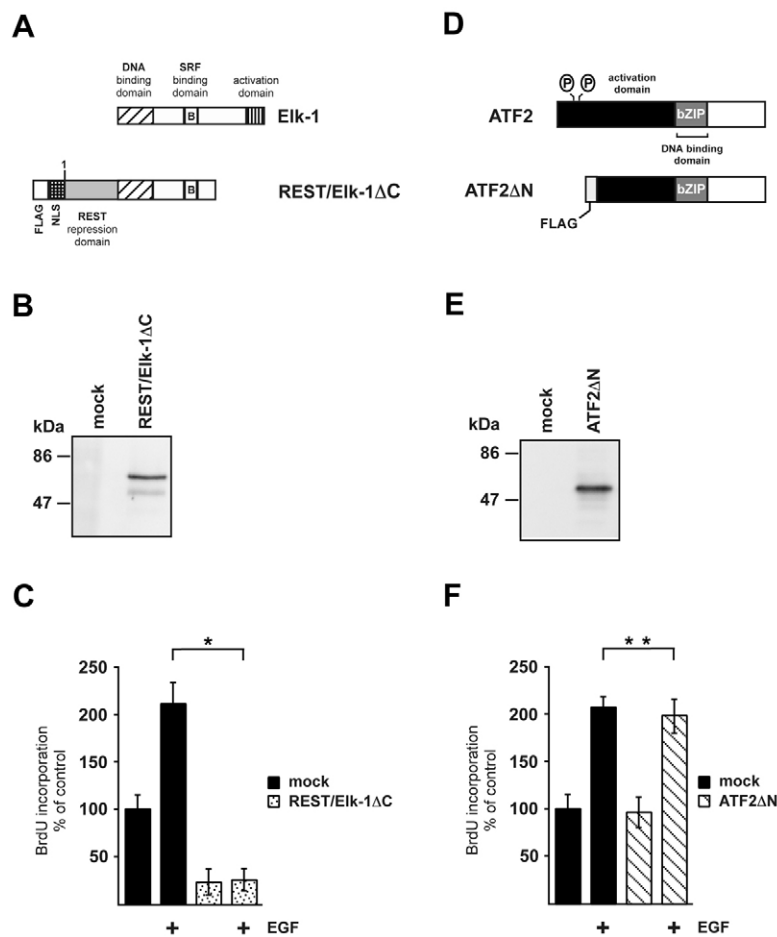 A
DNA
binding
domain
SRF
binding
domain
activation
domain
B
Elk-1
1
B
REST/Elk-1ΔC
FLAG
NLS
REST
repression
domain
B
mock
REST/Elk-1ΔC
kDa
86
47
C
BrdU incorporation
% of control
250
200
150
100
50
*
mock
REST/Elk-1ΔC
+ + EGF
D
P P
activation
domain
ATF2
bZIP
DNA binding
domain
ATF2ΔN
bZIP
FLAG
E
mock
ATF2ΔN
kDa
86
47
F
BrdU incorporation
% of control
250
200
150
100
50
* *
mock
ATF2ΔN
+ + EGF